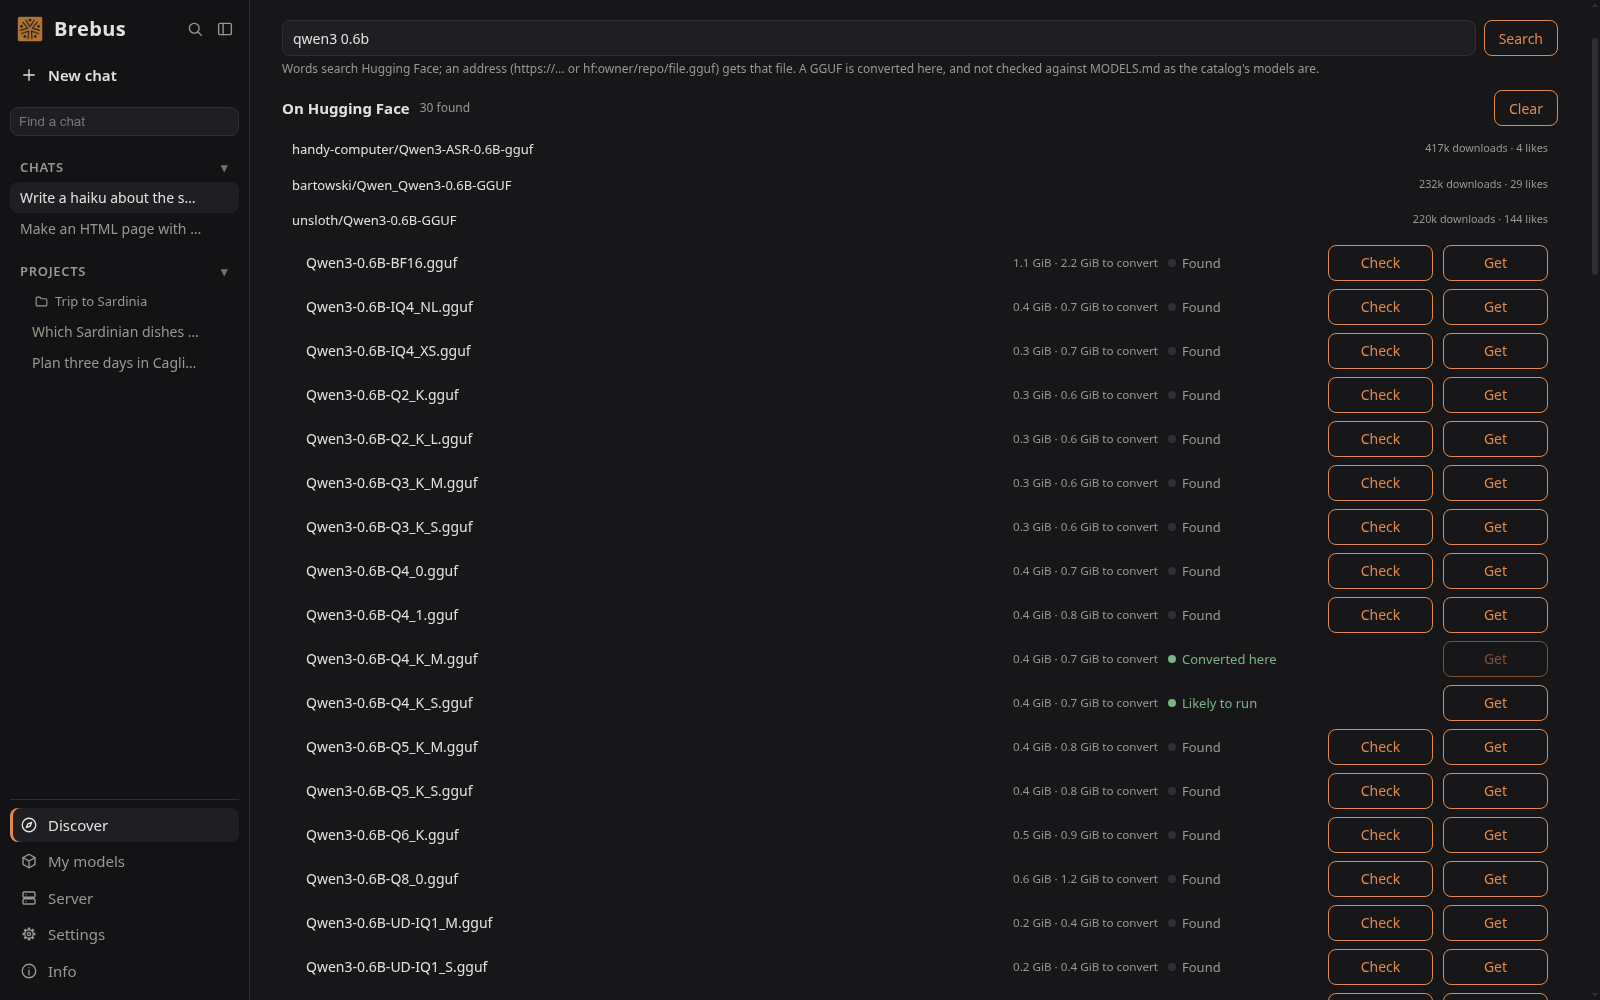 Brebus
New chat
Find a chat
CHATS ▼
Write a haiku about the s...
Make an HTML page with ...
PROJECTS ▼
Trip to Sardinia
Which Sardinian dishes ...
Plan three days in Cagli...
Discover
My models
Server
Settings
Info
qwen3 0.6b Search
Words search Hugging Face; an address (https://... or hf:owner/repo/file.gguf) gets that file. A GGUF is converted here, and not checked against MODELS.md as the catalog's models are.
On Hugging Face 30 found Clear
handy-computer/Qwen3-ASR-0.6B-gguf 417k downloads · 4 likes
bartowski/Qwen_Qwen3-0.6B-GGUF 232k downloads · 29 likes
unsloth/Qwen3-0.6B-GGUF 220k downloads · 144 likes
Qwen3-0.6B-BF16.gguf 1.1 GiB · 2.2 GiB to convert Found Check Get
Qwen3-0.6B-IQ4_NL.gguf 0.4 GiB · 0.7 GiB to convert Found Check Get
Qwen3-0.6B-IQ4_XS.gguf 0.3 GiB · 0.7 GiB to convert Found Check Get
Qwen3-0.6B-Q2_K.gguf 0.3 GiB · 0.6 GiB to convert Found Check Get
Qwen3-0.6B-Q2_K_L.gguf 0.3 GiB · 0.6 GiB to convert Found Check Get
Qwen3-0.6B-Q3_K_M.gguf 0.3 GiB · 0.6 GiB to convert Found Check Get
Qwen3-0.6B-Q3_K_S.gguf 0.3 GiB · 0.6 GiB to convert Found Check Get
Qwen3-0.6B-Q4_0.gguf 0.4 GiB · 0.7 GiB to convert Found Check Get
Qwen3-0.6B-Q4_1.gguf 0.4 GiB · 0.8 GiB to convert Found Check Get
Qwen3-0.6B-Q4_K_M.gguf 0.4 GiB · 0.7 GiB to convert Converted here Get
Qwen3-0.6B-Q4_K_S.gguf 0.4 GiB · 0.7 GiB to convert Likely to run Get
Qwen3-0.6B-Q5_K_M.gguf 0.4 GiB · 0.8 GiB to convert Found Check Get
Qwen3-0.6B-Q5_K_S.gguf 0.4 GiB · 0.8 GiB to convert Found Check Get
Qwen3-0.6B-Q6_K.gguf 0.5 GiB · 0.9 GiB to convert Found Check Get
Qwen3-0.6B-Q8_0.gguf 0.6 GiB · 1.2 GiB to convert Found Check Get
Qwen3-0.6B-UD-IQ1_M.gguf 0.2 GiB · 0.4 GiB to convert Found Check Get
Qwen3-0.6B-UD-IQ1_S.gguf 0.2 GiB · 0.4 GiB to convert Found Check Get